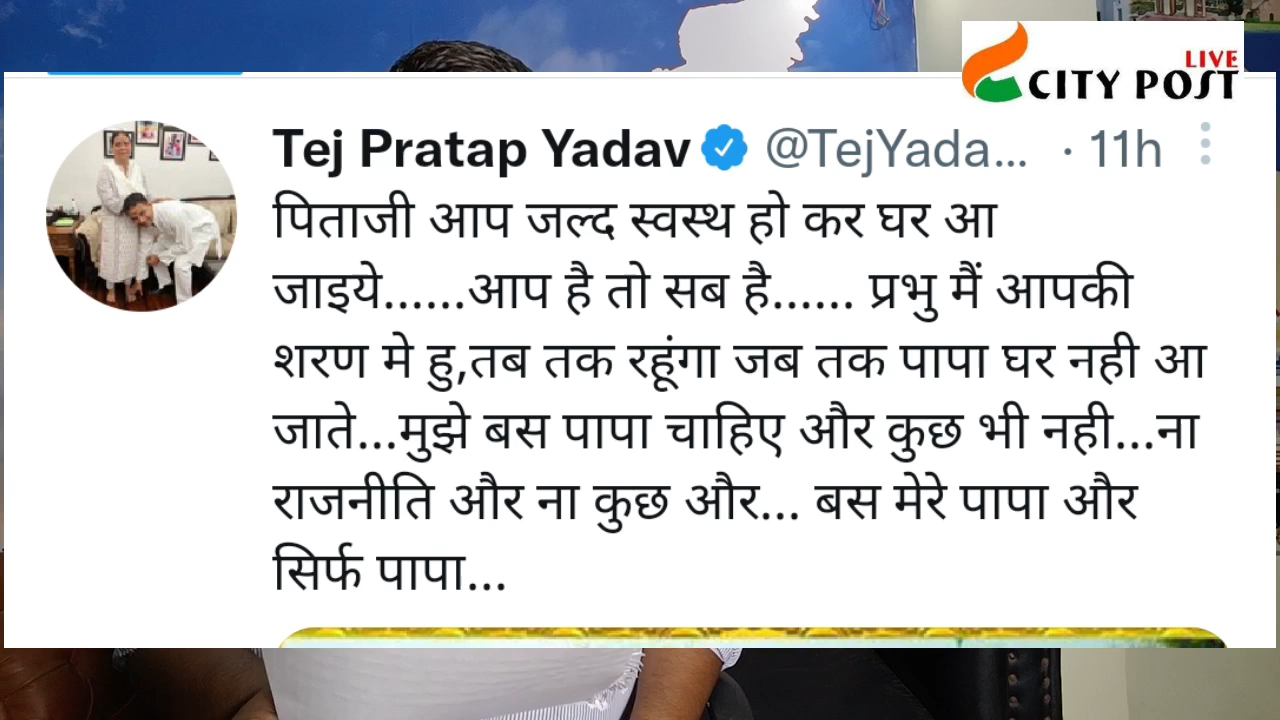 LIVE
CITY POST
Tej Pratap Yadav @TejYada... · 11h
पिताजी आप जल्द स्वस्थ हो कर घर आ
जाइये......आप है तो सब है...... प्रभु मैं आपकी
शरण मे हु,तब तक रहूंगा जब तक पापा घर नही आ
जाते...मुझे बस पापा चाहिए और कुछ भी नही...ना
राजनीति और ना कुछ और... बस मेरे पापा और
सिर्फ पापा...